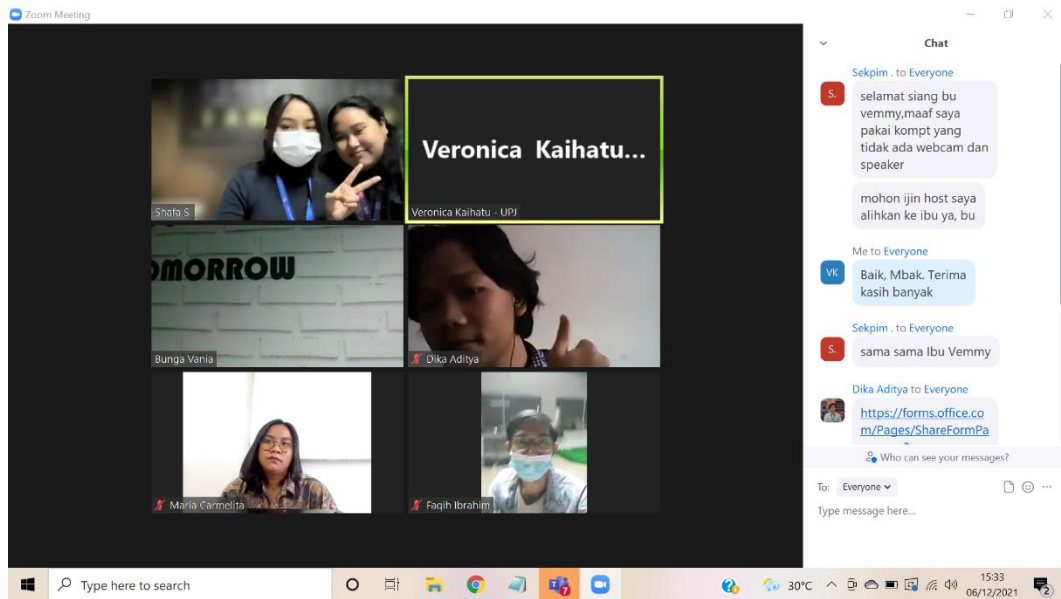 Zoom Meeting
Shafa S.
Veronica Kaihatu...
Veronica Kaihatu - UPJ
OMORROW
Bunga Vania
Dika Aditya
Maria Carmelita
Faqih Ibrahim
Chat
Sekpim . to Everyone
S.
selamat siang bu
vemmy,maaf saya
pakai kompt yang
tidak ada webcam dan
speaker
mohon ijin host saya
alihkan ke ibu ya, bu
Me to Everyone
VK
Baik, Mbak. Terima
kasih banyak
Sekpim . to Everyone
S.
sama sama Ibu Vemmy
Dika Aditya to Everyone
https://forms.office.co
m/Pages/ShareFormPa
Who can see your messages?
To: Everyone
Type message here...
Type here to search
7
30°C
15:33
06/12/2021
2